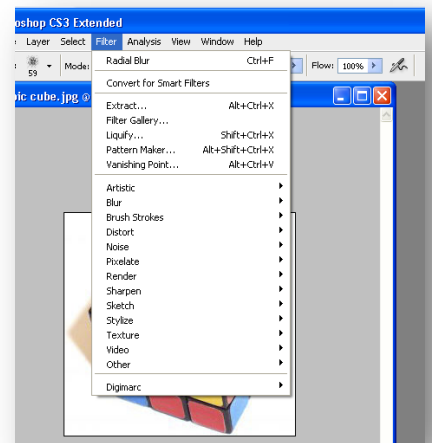 oshop CS3 Extended
Layer Select Filter Analysis View Window Help
59 Mode: Flow: 100%
ic cube.jpg @
Radial Blur Ctrl+F
Convert for Smart Filters
Extract... Alt+Ctrl+X
Filter Gallery...
Liquify... Shift+Ctrl+X
Pattern Maker... Alt+Shift+Ctrl+X
Vanishing Point... Alt+Ctrl+V
Artistic
Blur
Brush Strokes
Distort
Noise
Pixelate
Render
Sharpen
Sketch
Stylize
Texture
Video
Other
Digimarc